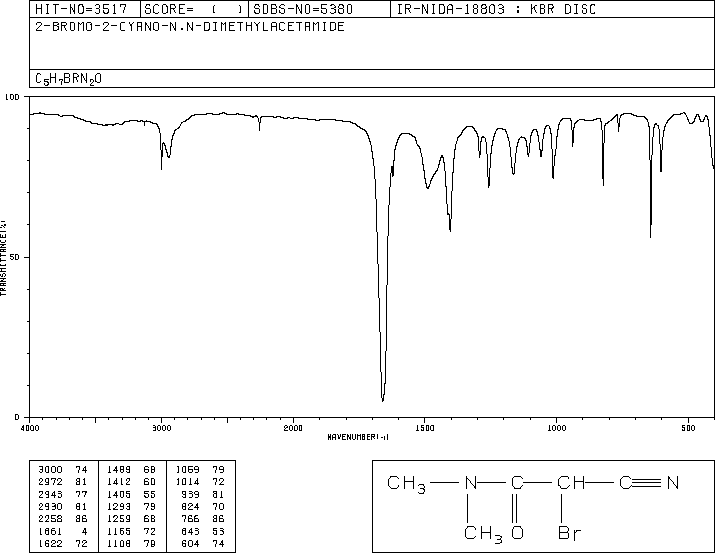 HIT-NO=3517 SCORE= ( ) SDBS-NO=5380 IR-NIDA-18803 : KBR DISC
2-BROMO-2-CYANO-N,N-DIMETHYLACETAMIDE
C5H7BRN2O
100
50
0
TRANSMITTANCE(%)
4000 3000 2000 1500 1000 500
WAVENUMBER(-1)
3000 74 1489 68 1059 79
2972 81 1412 60 1014 72
2943 77 1405 55 939 81
2930 81 1293 79 824 70
2258 86 1259 68 766 86
1661 4 1165 72 643 53
1622 72 1108 79 604 74
CH3 N C CH C N
CH3 O Br